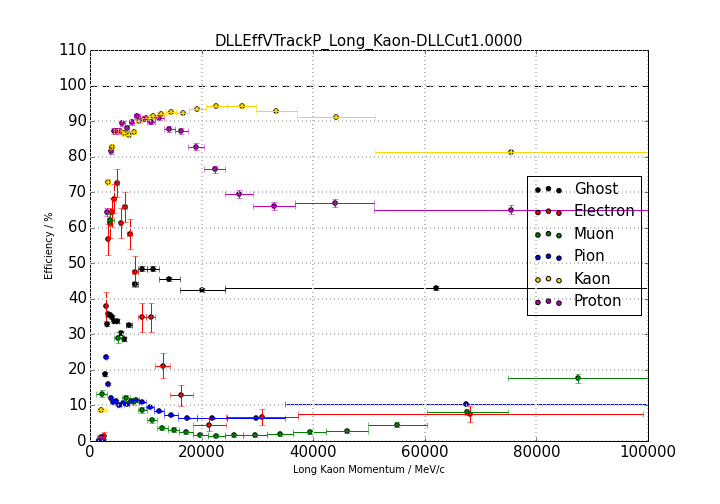 DLLEffVTrackP_Long_Kaon-DLLCut1.0000
110
100
90
80
70
60
50
40
30
20
10
0
Efficiency / %
Ghost
Electron
Muon
Pion
Kaon
Proton
0 20000 40000 60000 80000 100000
Long Kaon Momentum / MeV/c